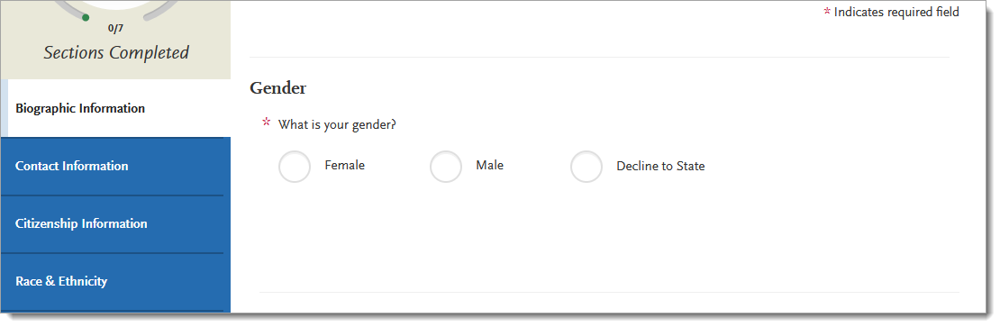 0/7
Sections Completed
Biographic Information
Contact Information
Citizenship Information
Race & Ethnicity
* Indicates required field
Gender
* What is your gender?
Female Male Decline to State